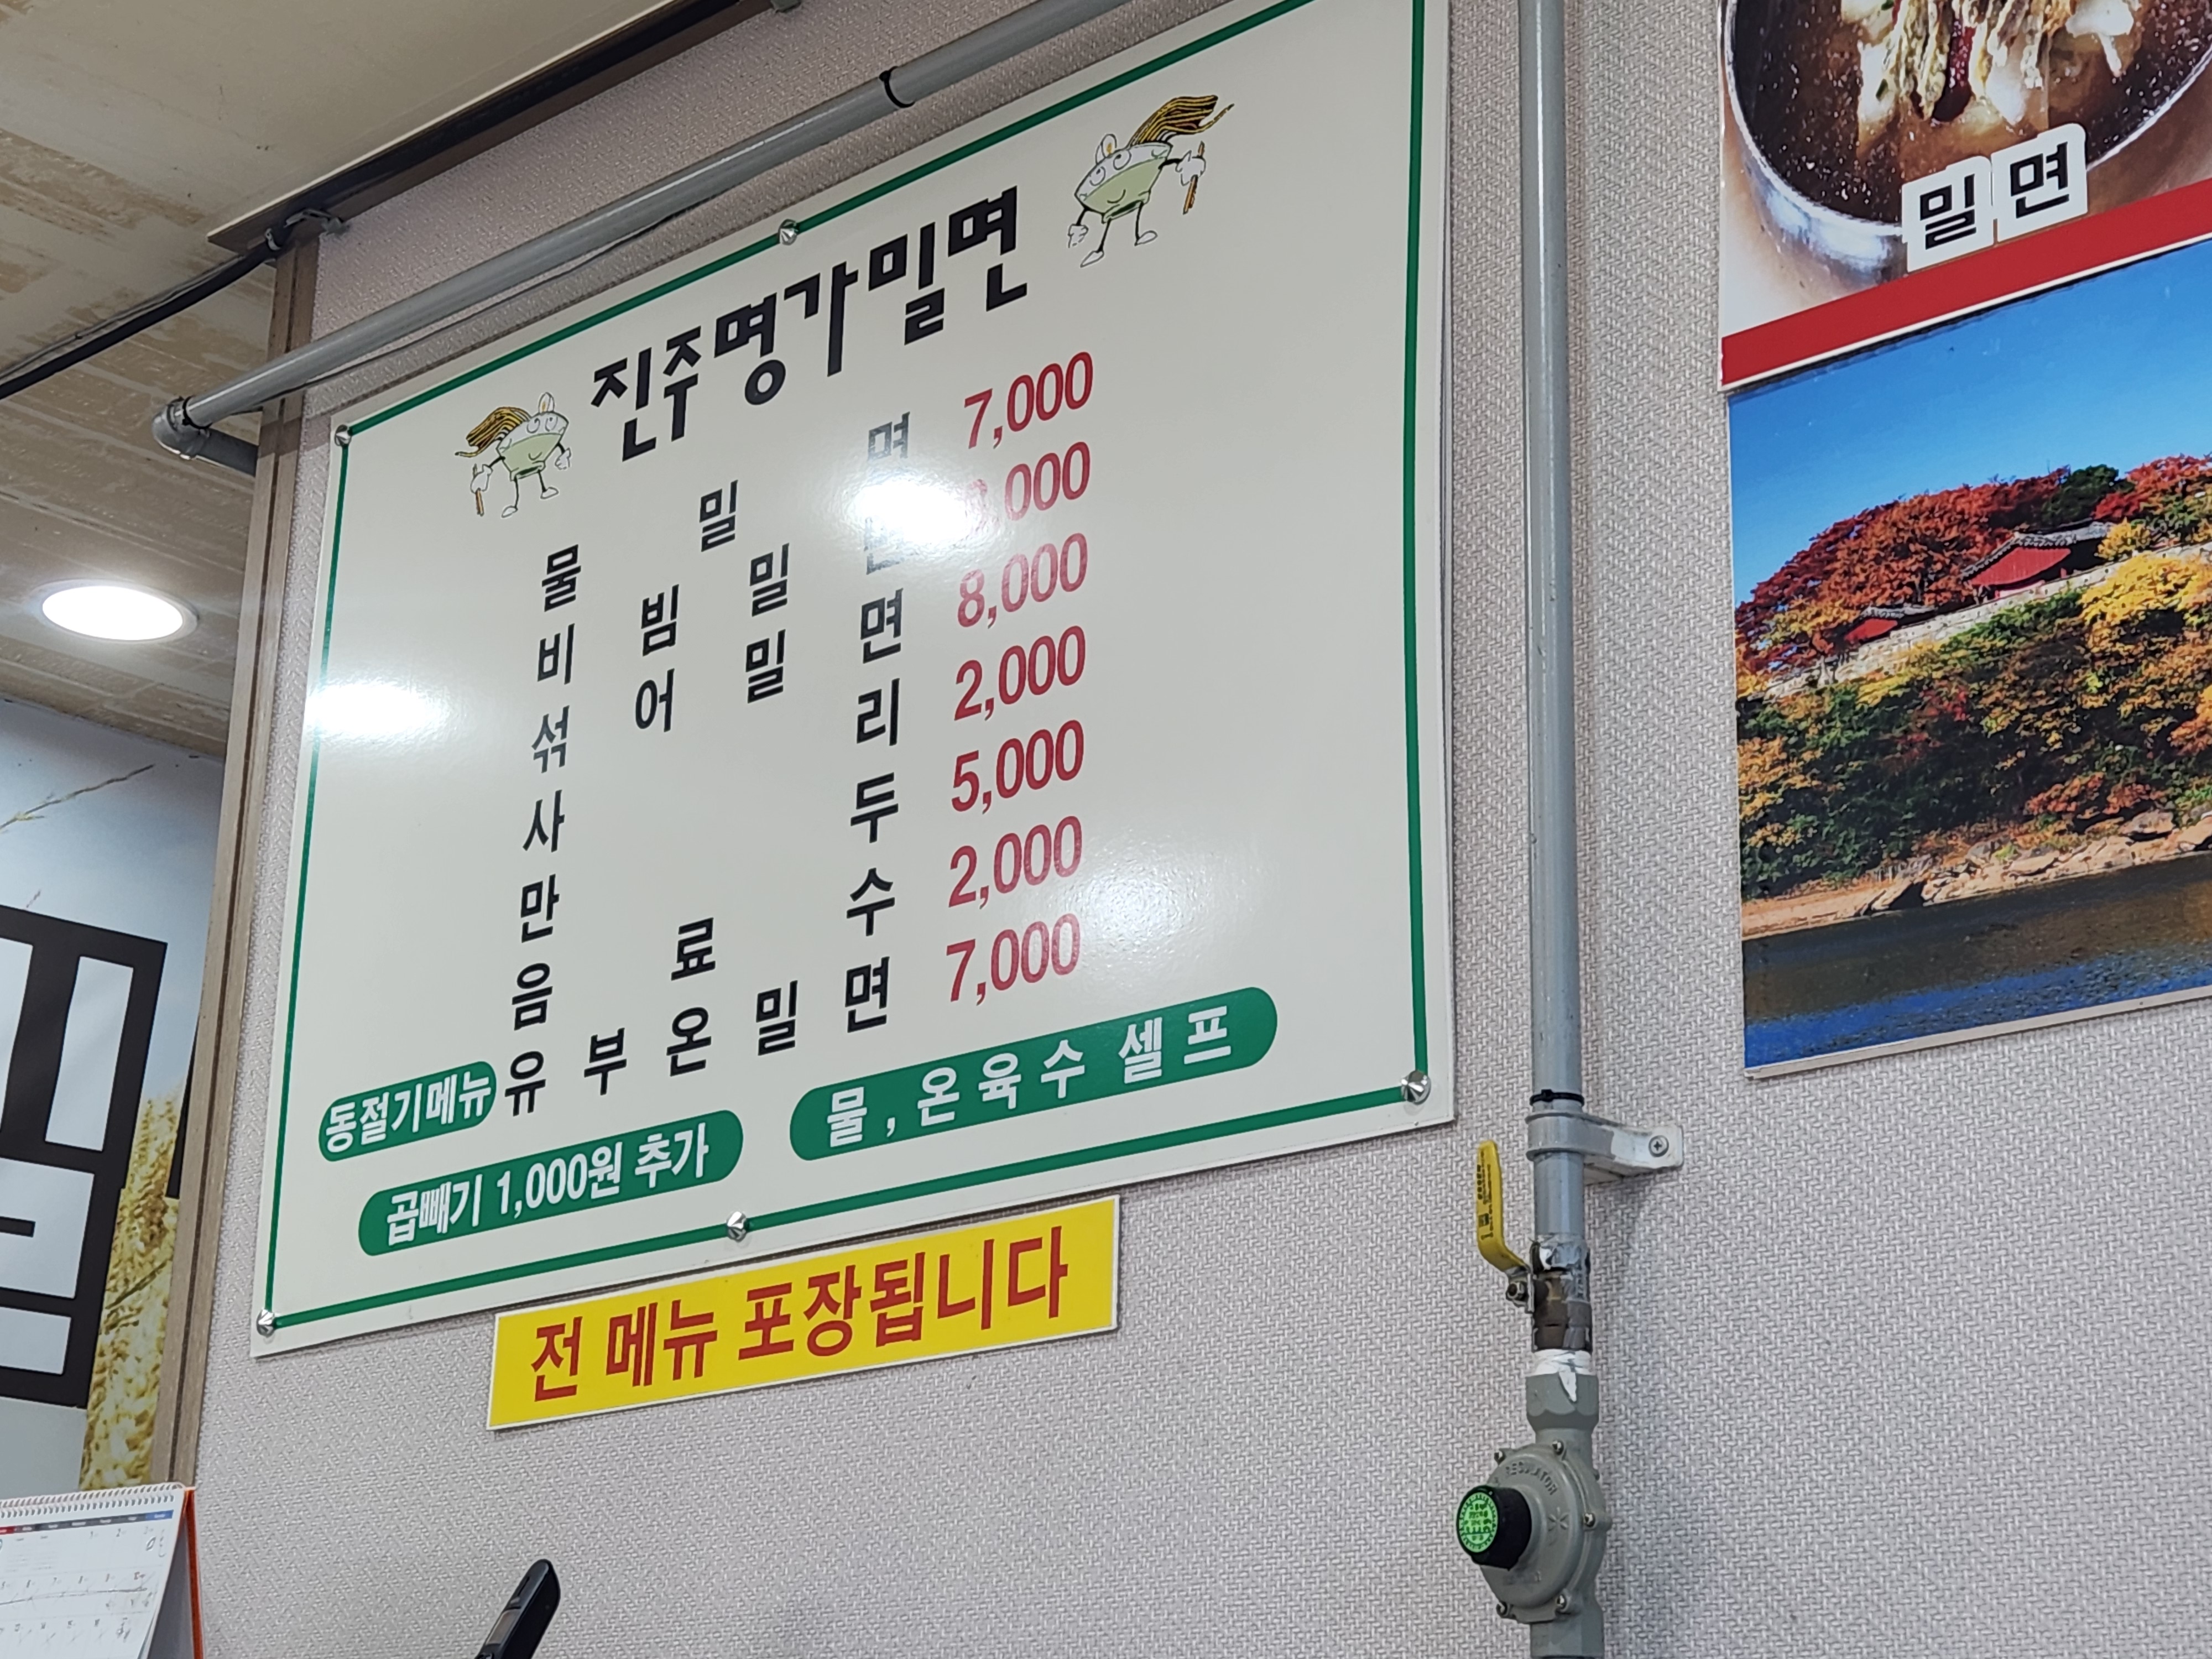 진주명가밀면
물 밀 면 7,000
비 빔 밀 면 ,000
섞 어 밀 면 8,000
사 리 2,000
만 두 5,000
음 료 수 2,000
동절기메뉴 유 부 온 밀 면 7,000
곱빼기 1,000원 추가
물 , 온 육 수 셀 프
전 메뉴 포장됩니다
밀면
REGULATOR